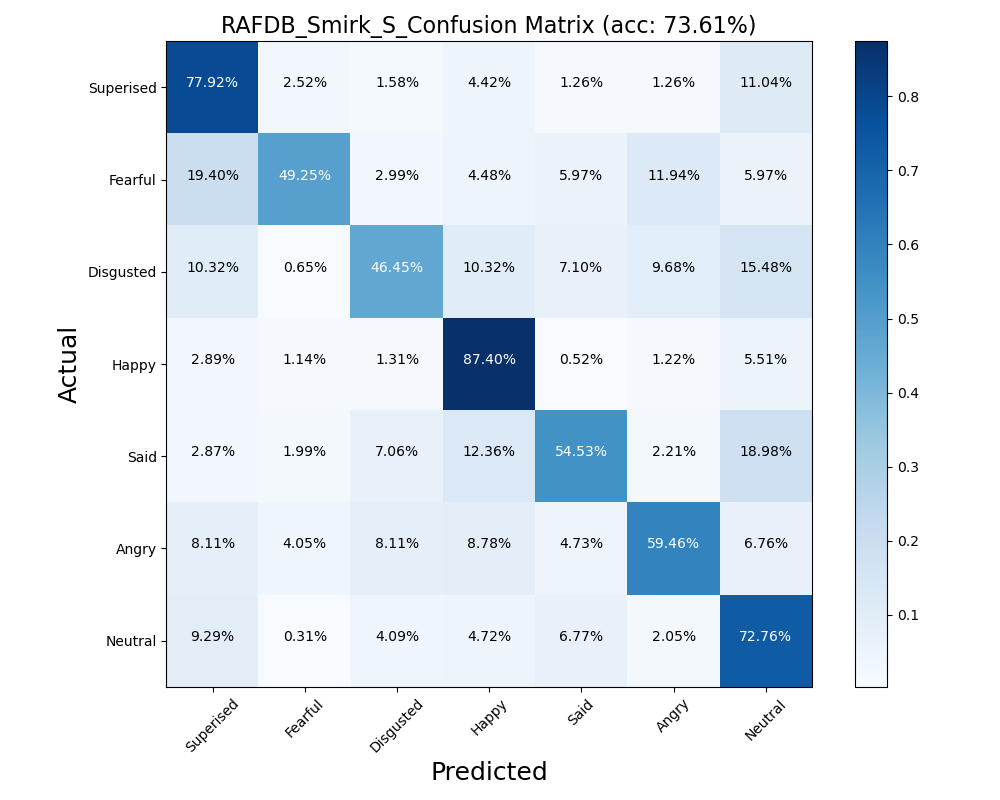 RAFDB_Smirk_S_Confusion Matrix (acc: 73.61%)
Superised 77.92% 2.52% 1.58% 4.42% 1.26% 1.26% 11.04%
Fearful 19.40% 49.25% 2.99% 4.48% 5.97% 11.94% 5.97%
Disgusted 10.32% 0.65% 46.45% 10.32% 7.10% 9.68% 15.48%
Happy 2.89% 1.14% 1.31% 87.40% 0.52% 1.22% 5.51%
Said 2.87% 1.99% 7.06% 12.36% 54.53% 2.21% 18.98%
Angry 8.11% 4.05% 8.11% 8.78% 4.73% 59.46% 6.76%
Neutral 9.29% 0.31% 4.09% 4.72% 6.77% 2.05% 72.76%
Superised Fearful Disgusted Happy Said Angry Neutral
Predicted
Actual
0.8
0.7
0.6
0.5
0.4
0.3
0.2
0.1